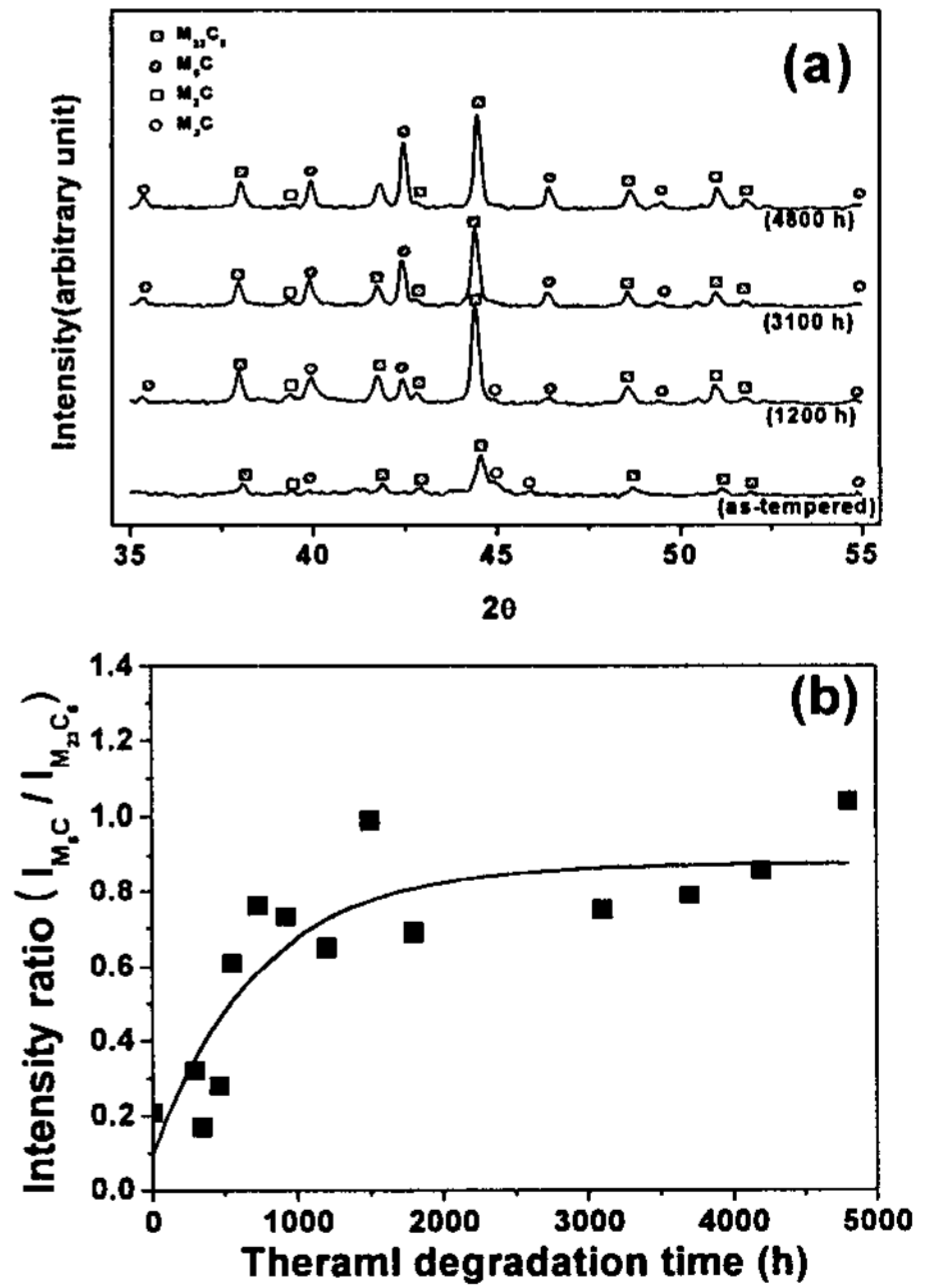 (a)
M₂₃C₆
M₆C
M₂C
M₃C
Intensity(arbitrary unit)
(4800 h)
(3100 h)
(1200 h)
(as-tempered)
35 40 45 50 55
2θ
(b)
Intensity ratio ( I M₆C / I M₂₃C₆ )
1.4
1.2
1.0
0.8
0.6
0.4
0.2
0.0
0 1000 2000 3000 4000 5000
Theraml degradation time (h)